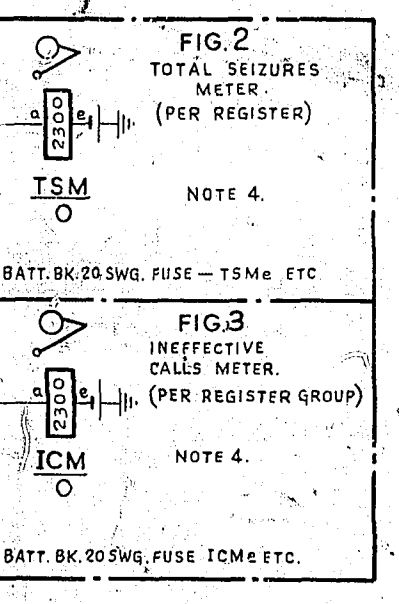 FIG.2
TOTAL SEIZURES
METER.
(PER REGISTER)
a 2300 e
TSM
O
NOTE 4.
BATT. BK. 20 SWG. FUSE — TSMe ETC
FIG.3
INEFFECTIVE
CALLS METER.
(PER REGISTER GROUP)
a 2300 e
ICM
O
NOTE 4.
BATT. BK. 20 SWG. FUSE ICMe ETC.